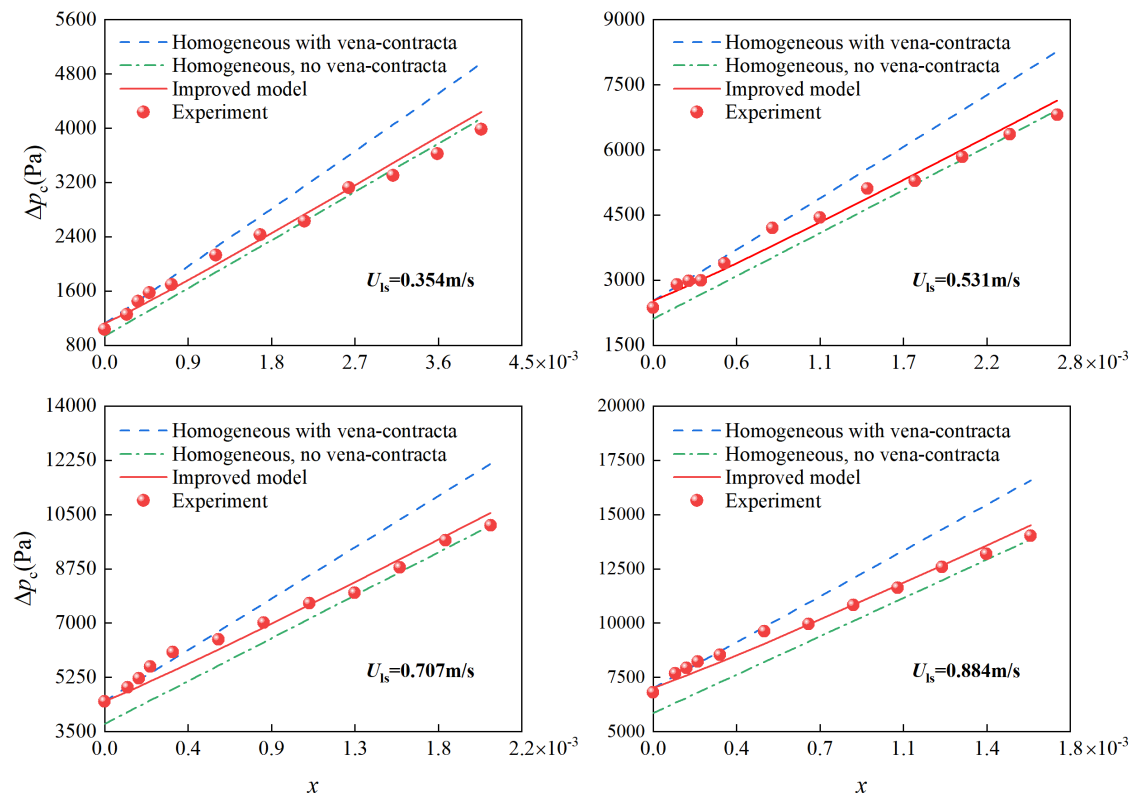 5600
4800
4000
3200
2400
1600
800
Δp_c(Pa)
Homogeneous with vena-contracta
Homogeneous, no vena-contracta
Improved model
Experiment
U_ls=0.354m/s
0.0 0.9 1.8 2.7 3.6 4.5×10⁻³
9000
7500
6000
4500
3000
1500
Homogeneous with vena-contracta
Homogeneous, no vena-contracta
Improved model
Experiment
U_ls=0.531m/s
0.0 0.6 1.1 1.7 2.2 2.8×10⁻³
14000
12250
10500
8750
7000
5250
3500
Δp_c(Pa)
Homogeneous with vena-contracta
Homogeneous, no vena-contracta
Improved model
Experiment
U_ls=0.707m/s
0.0 0.4 0.9 1.3 1.8 2.2×10⁻³
x
20000
17500
15000
12500
10000
7500
5000
Homogeneous with vena-contracta
Homogeneous, no vena-contracta
Improved model
Experiment
U_ls=0.884m/s
0.0 0.4 0.7 1.1 1.4 1.8×10⁻³
x